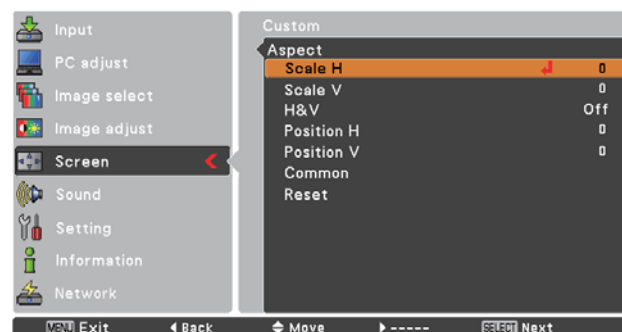 Input
PC adjust
Image select
Image adjust
Screen
Sound
Setting
Information
Network
Custom
Aspect
Scale H 0
Scale V 0
H&V Off
Position H 0
Position V 0
Common
Reset
MENU Exit Back Move ----- SELECT Next